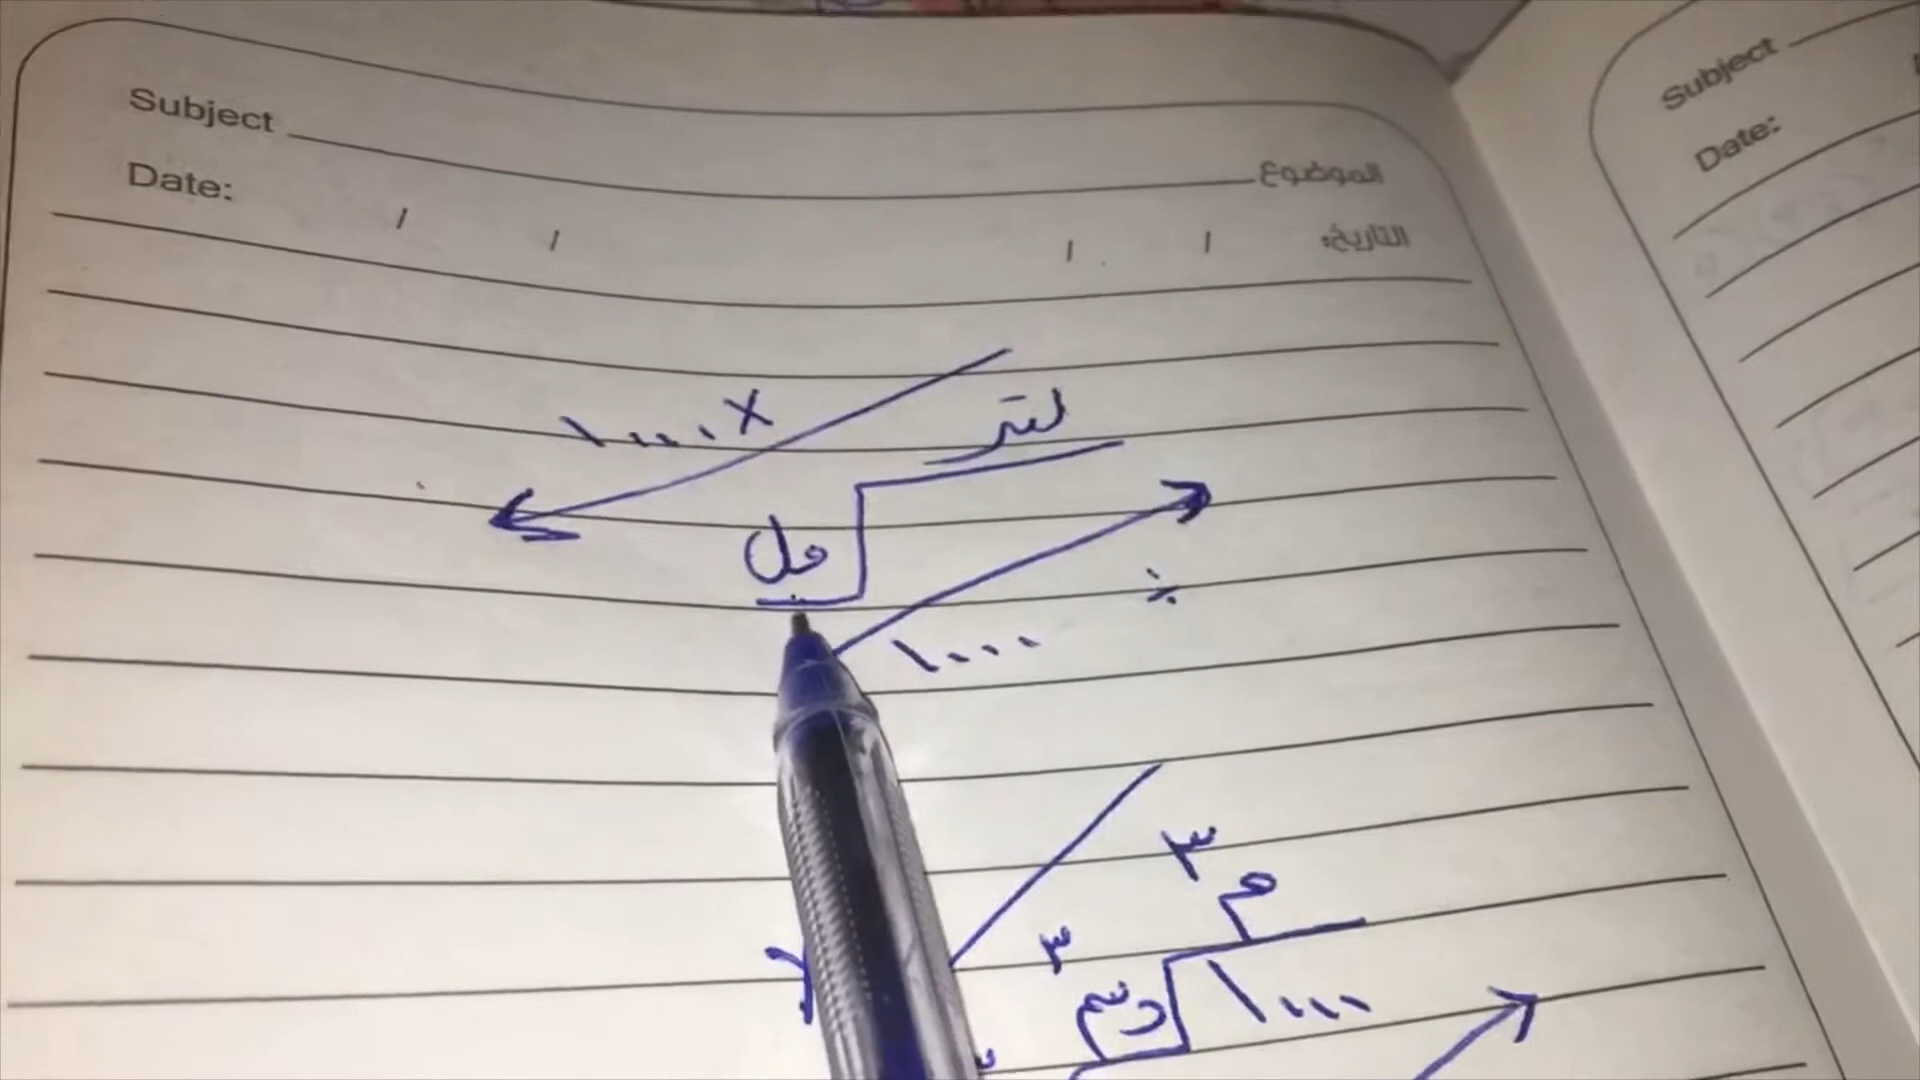 Subject الموضوع
Date: / / / / التاريخ:
Subject
Date:
× ١٠٠٠
لتر
مل
÷
١٠٠٠
م٣
دسم٣
١٠٠٠